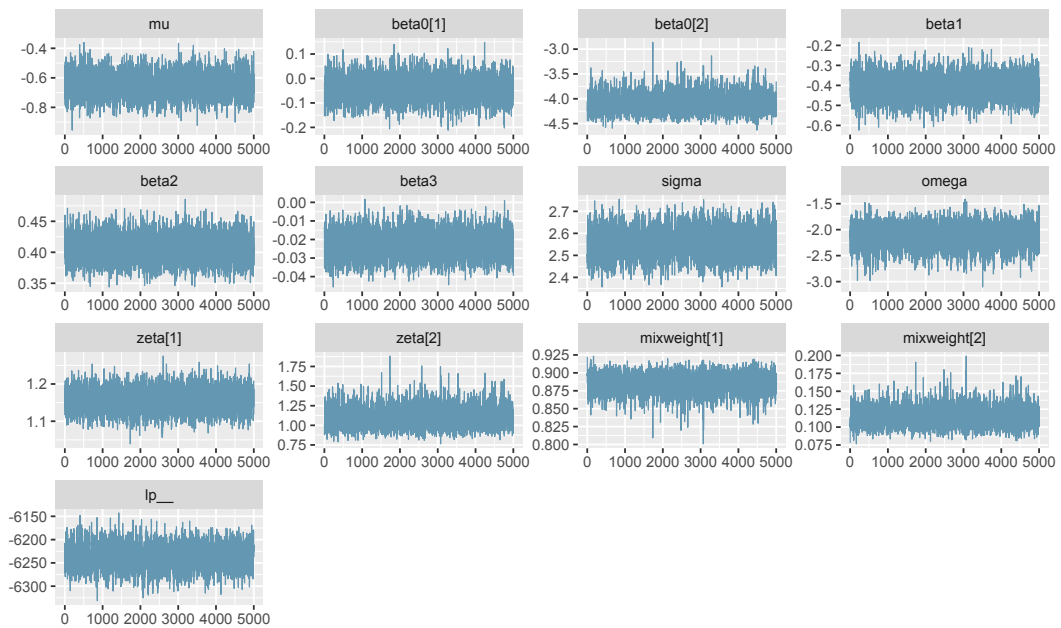 mu
beta0[1]
beta0[2]
beta1
-0.4
-0.6
-0.8
0.1
0.0
-0.1
-0.2
-3.0
-3.5
-4.0
-4.5
-0.2
-0.3
-0.4
-0.5
-0.6
0 1000 2000 3000 4000 5000
0 1000 2000 3000 4000 5000
0 1000 2000 3000 4000 5000
0 1000 2000 3000 4000 5000
beta2
beta3
sigma
omega
0.45
0.40
0.35
0.00
-0.01
-0.02
-0.03
-0.04
2.7
2.6
2.5
2.4
-1.5
-2.0
-2.5
-3.0
0 1000 2000 3000 4000 5000
0 1000 2000 3000 4000 5000
0 1000 2000 3000 4000 5000
0 1000 2000 3000 4000 5000
zeta[1]
zeta[2]
mixweight[1]
mixweight[2]
1.2
1.1
1.75
1.50
1.25
1.00
0.75
0.925
0.900
0.875
0.850
0.825
0.800
0.200
0.175
0.150
0.125
0.100
0.075
0 1000 2000 3000 4000 5000
0 1000 2000 3000 4000 5000
0 1000 2000 3000 4000 5000
0 1000 2000 3000 4000 5000
lp__
-6150
-6200
-6250
-6300
0 1000 2000 3000 4000 5000